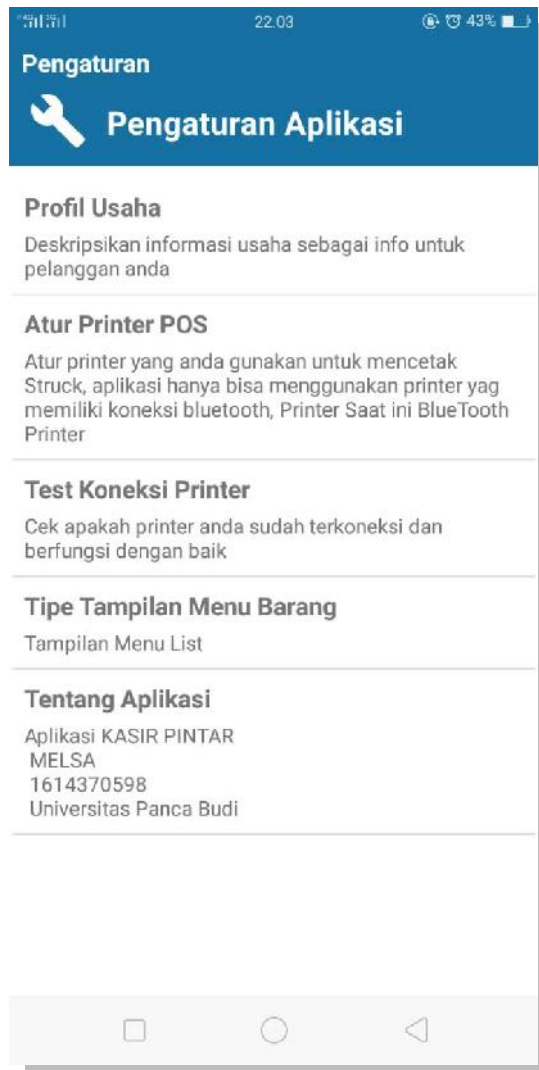 22.03
43%
Pengaturan
Pengaturan Aplikasi
Profil Usaha
Deskripsikan informasi usaha sebagai info untuk
pelanggan anda
Atur Printer POS
Atur printer yang anda gunakan untuk mencetak
Struck, aplikasi hanya bisa menggunakan printer yag
memiliki koneksi bluetooth, Printer Saat ini BlueTooth
Printer
Test Koneksi Printer
Cek apakah printer anda sudah terkoneksi dan
berfungsi dengan baik
Tipe Tampilan Menu Barang
Tampilan Menu List
Tentang Aplikasi
Aplikasi KASIR PINTAR
MELSA
1614370598
Universitas Panca Budi